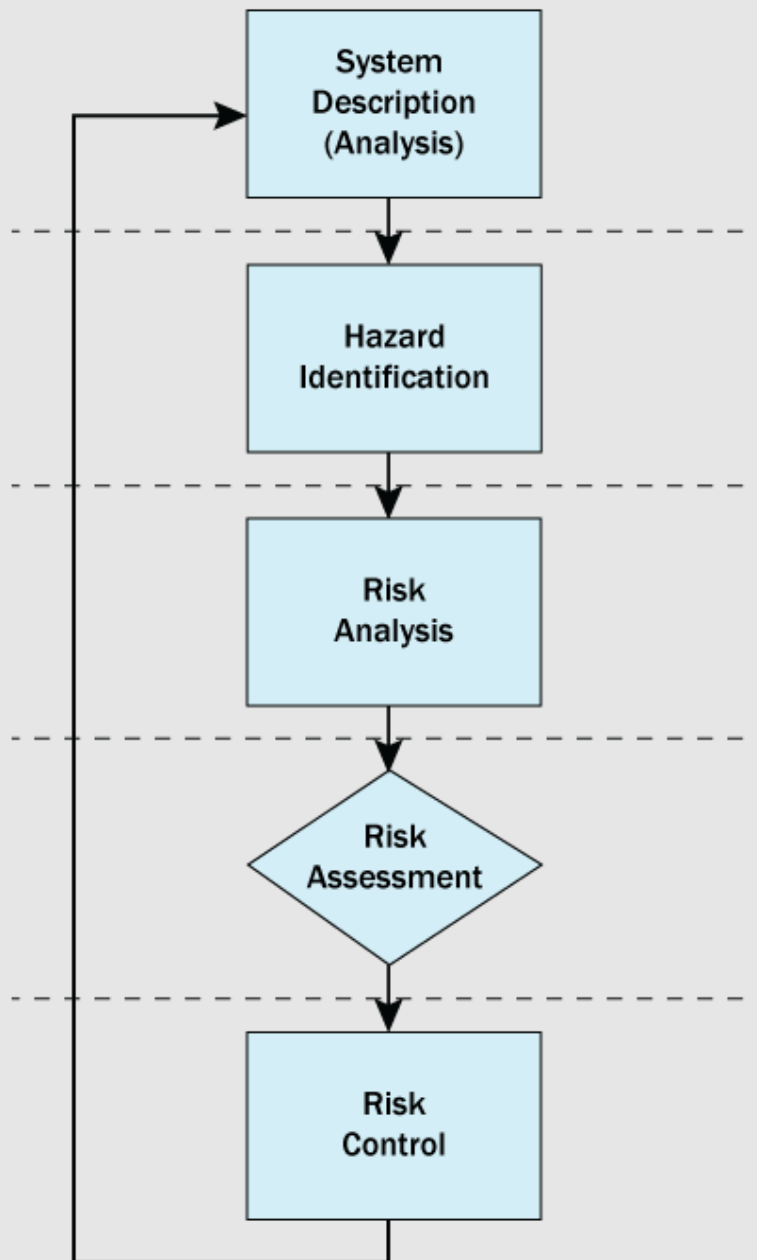 System
Description
(Analysis)
Hazard
Identification
Risk
Analysis
Risk
Assessment
Risk
Control